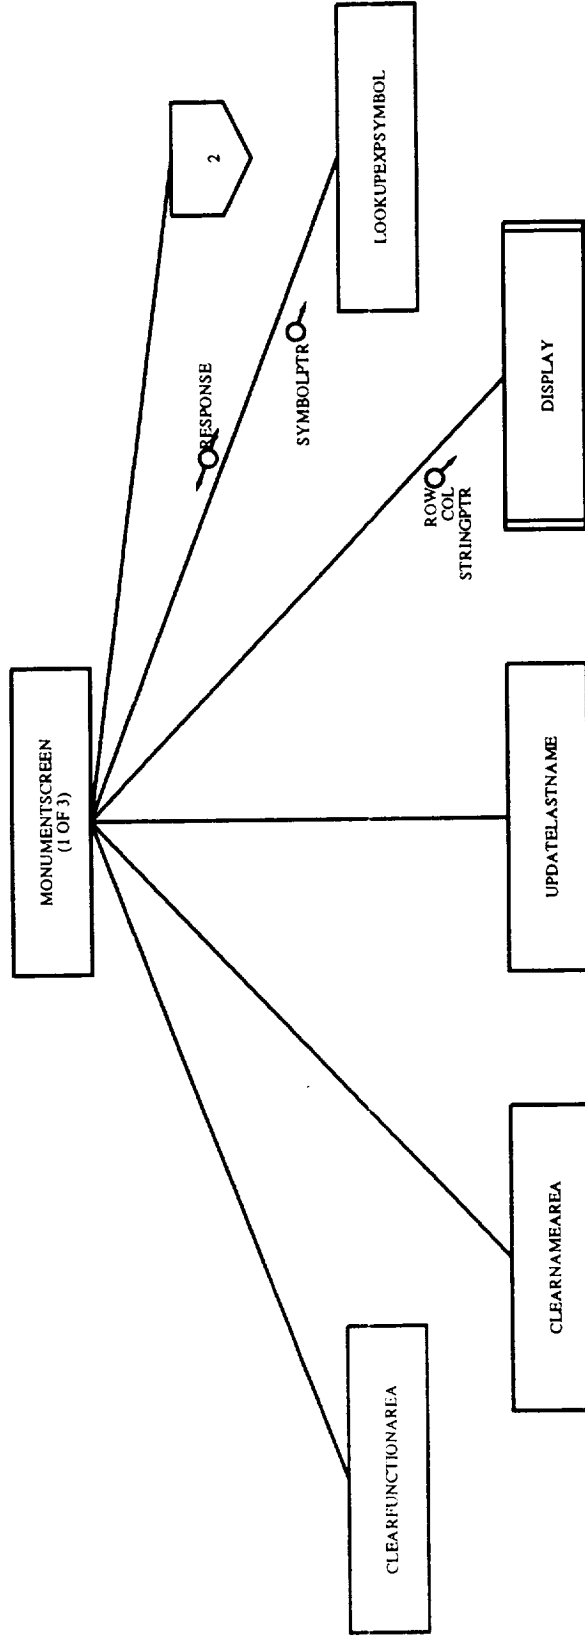 MONUMENTSCREEN
(1 OF 3)
2
RESPONSE
SYMBOLPTR
LOOKUPEXPSYMBOL
ROW
COL
STRINGPTR
CLEARFUNCTIONAREA
CLEARNAMEAREA
UPDATELASTNAME
DISPLAY